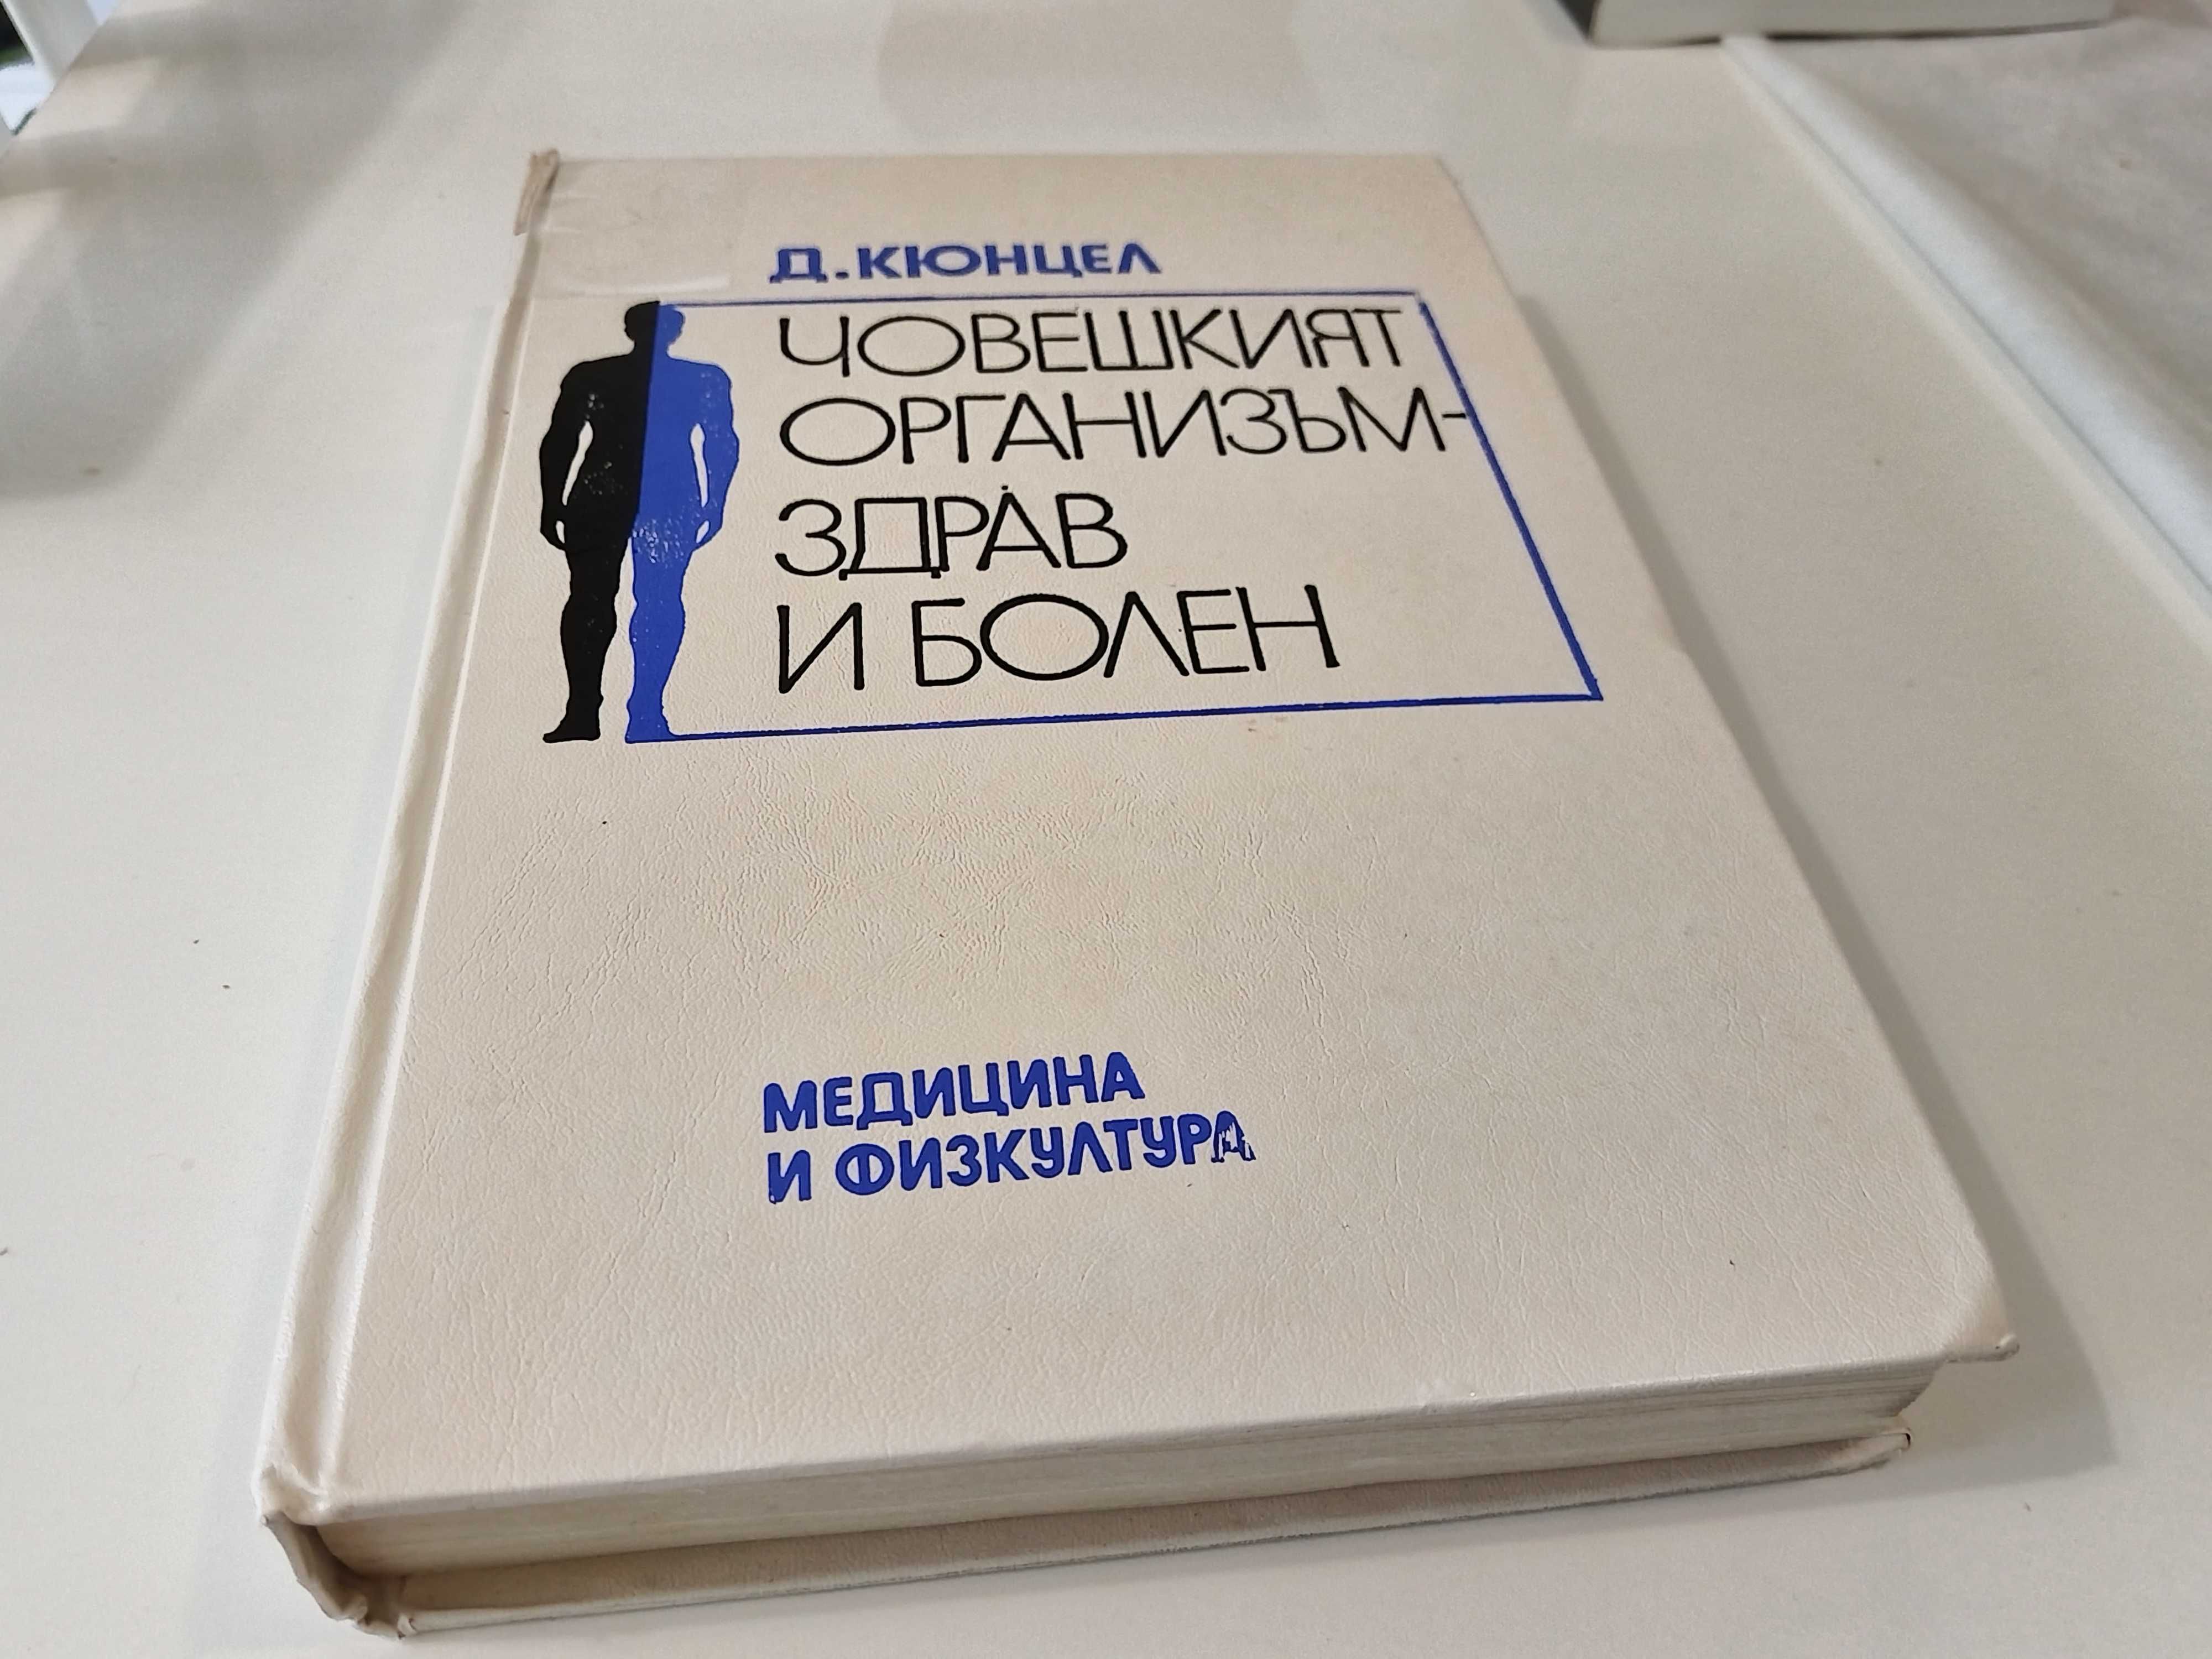 Д.КЮНЦЕЛ
ЧОВЕШКИЯТ
ОРГАНИЗЪМ-
ЗДРАВ
И БОЛЕН
МЕДИЦИНА
И ФИЗКУЛТУРА